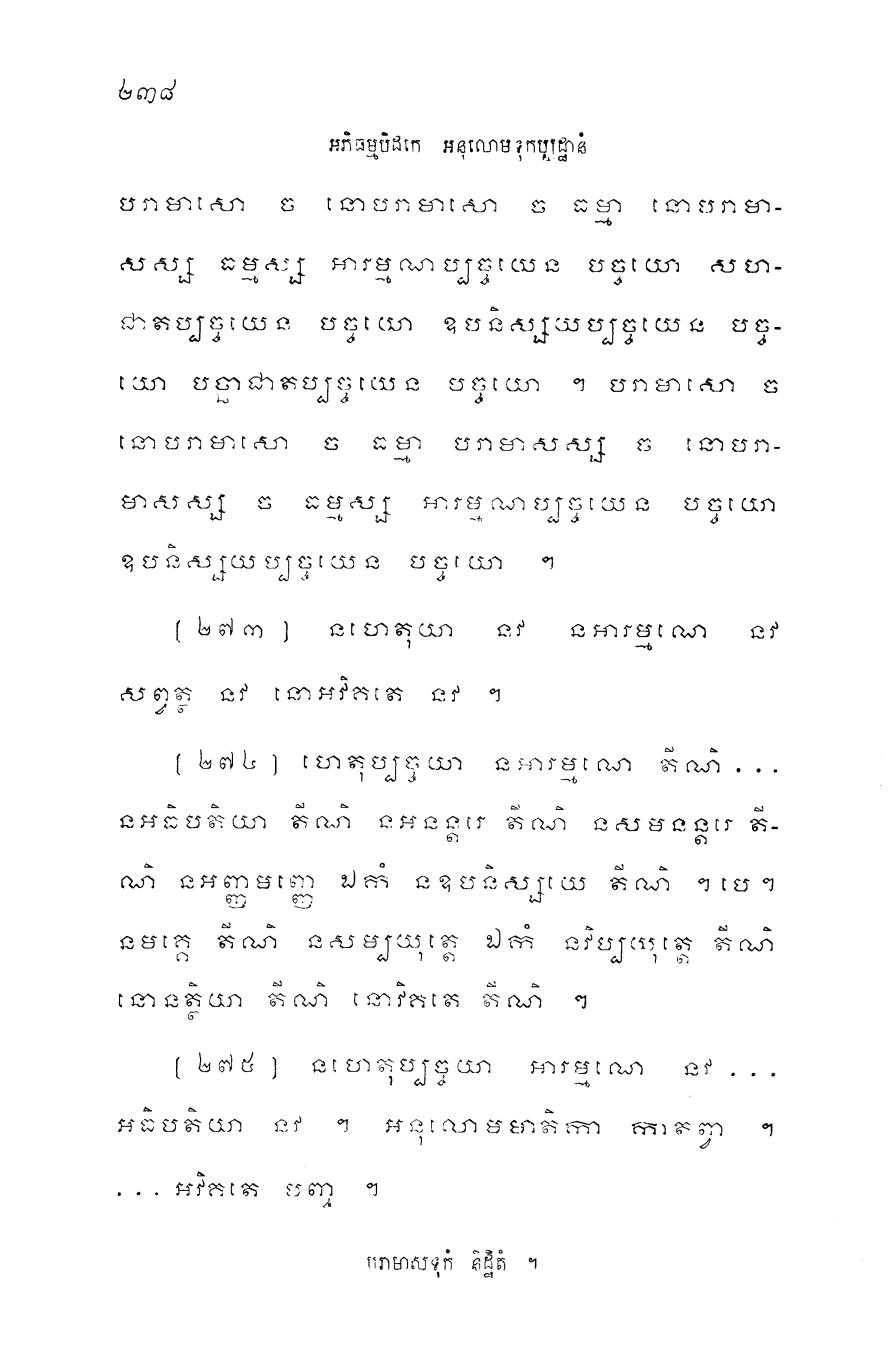 ២៣៨
អភិធម្មបិដកេ អនុលោមទុកប្បដ្ឋានំ
បរាមាសោ ច នោបរាមាសោ ច ធម្មា នោបរាមា-
សស្ស ធម្មស្ស អារម្មណប្បច្ចយេន បច្ចយោ សហ-
ជាតប្បច្ចយេន បច្ចយោ ឧបនិស្សយប្បច្ចយេន បច្ច-
យោ បច្ឆាជាតប្បច្ចយេន បច្ចយោ ។ បរាមាសោ ច
នោបរាមាសោ ច ធម្មា បរាមាសស្ស ច នោបរា-
មាសស្ស ច ធម្មស្ស អារម្មណប្បច្ចយេន បច្ចយោ
ឧបនិស្សយប្បច្ចយេន បច្ចយោ ។
[ ២៧៣ ] នហេតុយា នវ នអារម្មណេ នវ
សព្វត្ថ នវ នោអវិគតេ នវ ។
[ ២៧៤ ] ហេតុប្បច្ចយា នអារម្មណេ តីណិ ...
នអធិបតិយា តីណិ នអនន្តរេ តីណិ នសមនន្តរេ តី-
ណិ នអញ្ញមញ្ញេ ឯកំ នឧបនិស្សយេ តីណិ ។ បេ ។
នមគ្គេ តីណិ នសម្បយុត្តេ ឯកំ នវិប្បយុត្តេ តីណិ
នោនត្ថិយា តីណិ នោវិគតេ តីណិ ។
[ ២៧៥ ] នហេតុប្បច្ចយា អារម្មណេ នវ ...
អធិបតិយា នវ ។ អនុលោមមាតិកា កាតព្វា ។
... អវិគតេ បញ្ច ។
បរាមាសទុកំ និដ្ឋិតំ ។